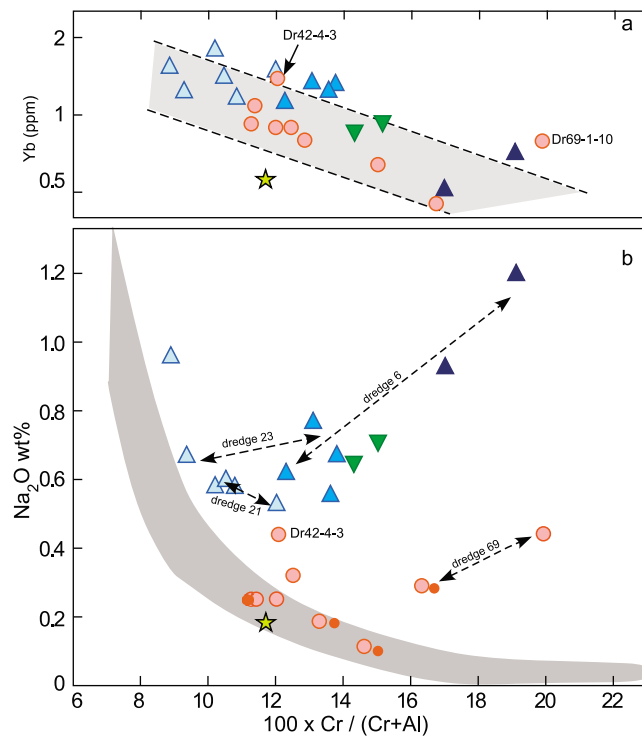 a
2
1
0.5
Yb (ppm)
Dr42-4-3
Dr69-1-10
b
1.2
1.0
0.8
0.6
0.4
0.2
0
Na2O wt%
dredge 6
dredge 23
dredge 21
Dr42-4-3
dredge 69
6 8 10 12 14 16 18 20 22
100 x Cr / (Cr+Al)